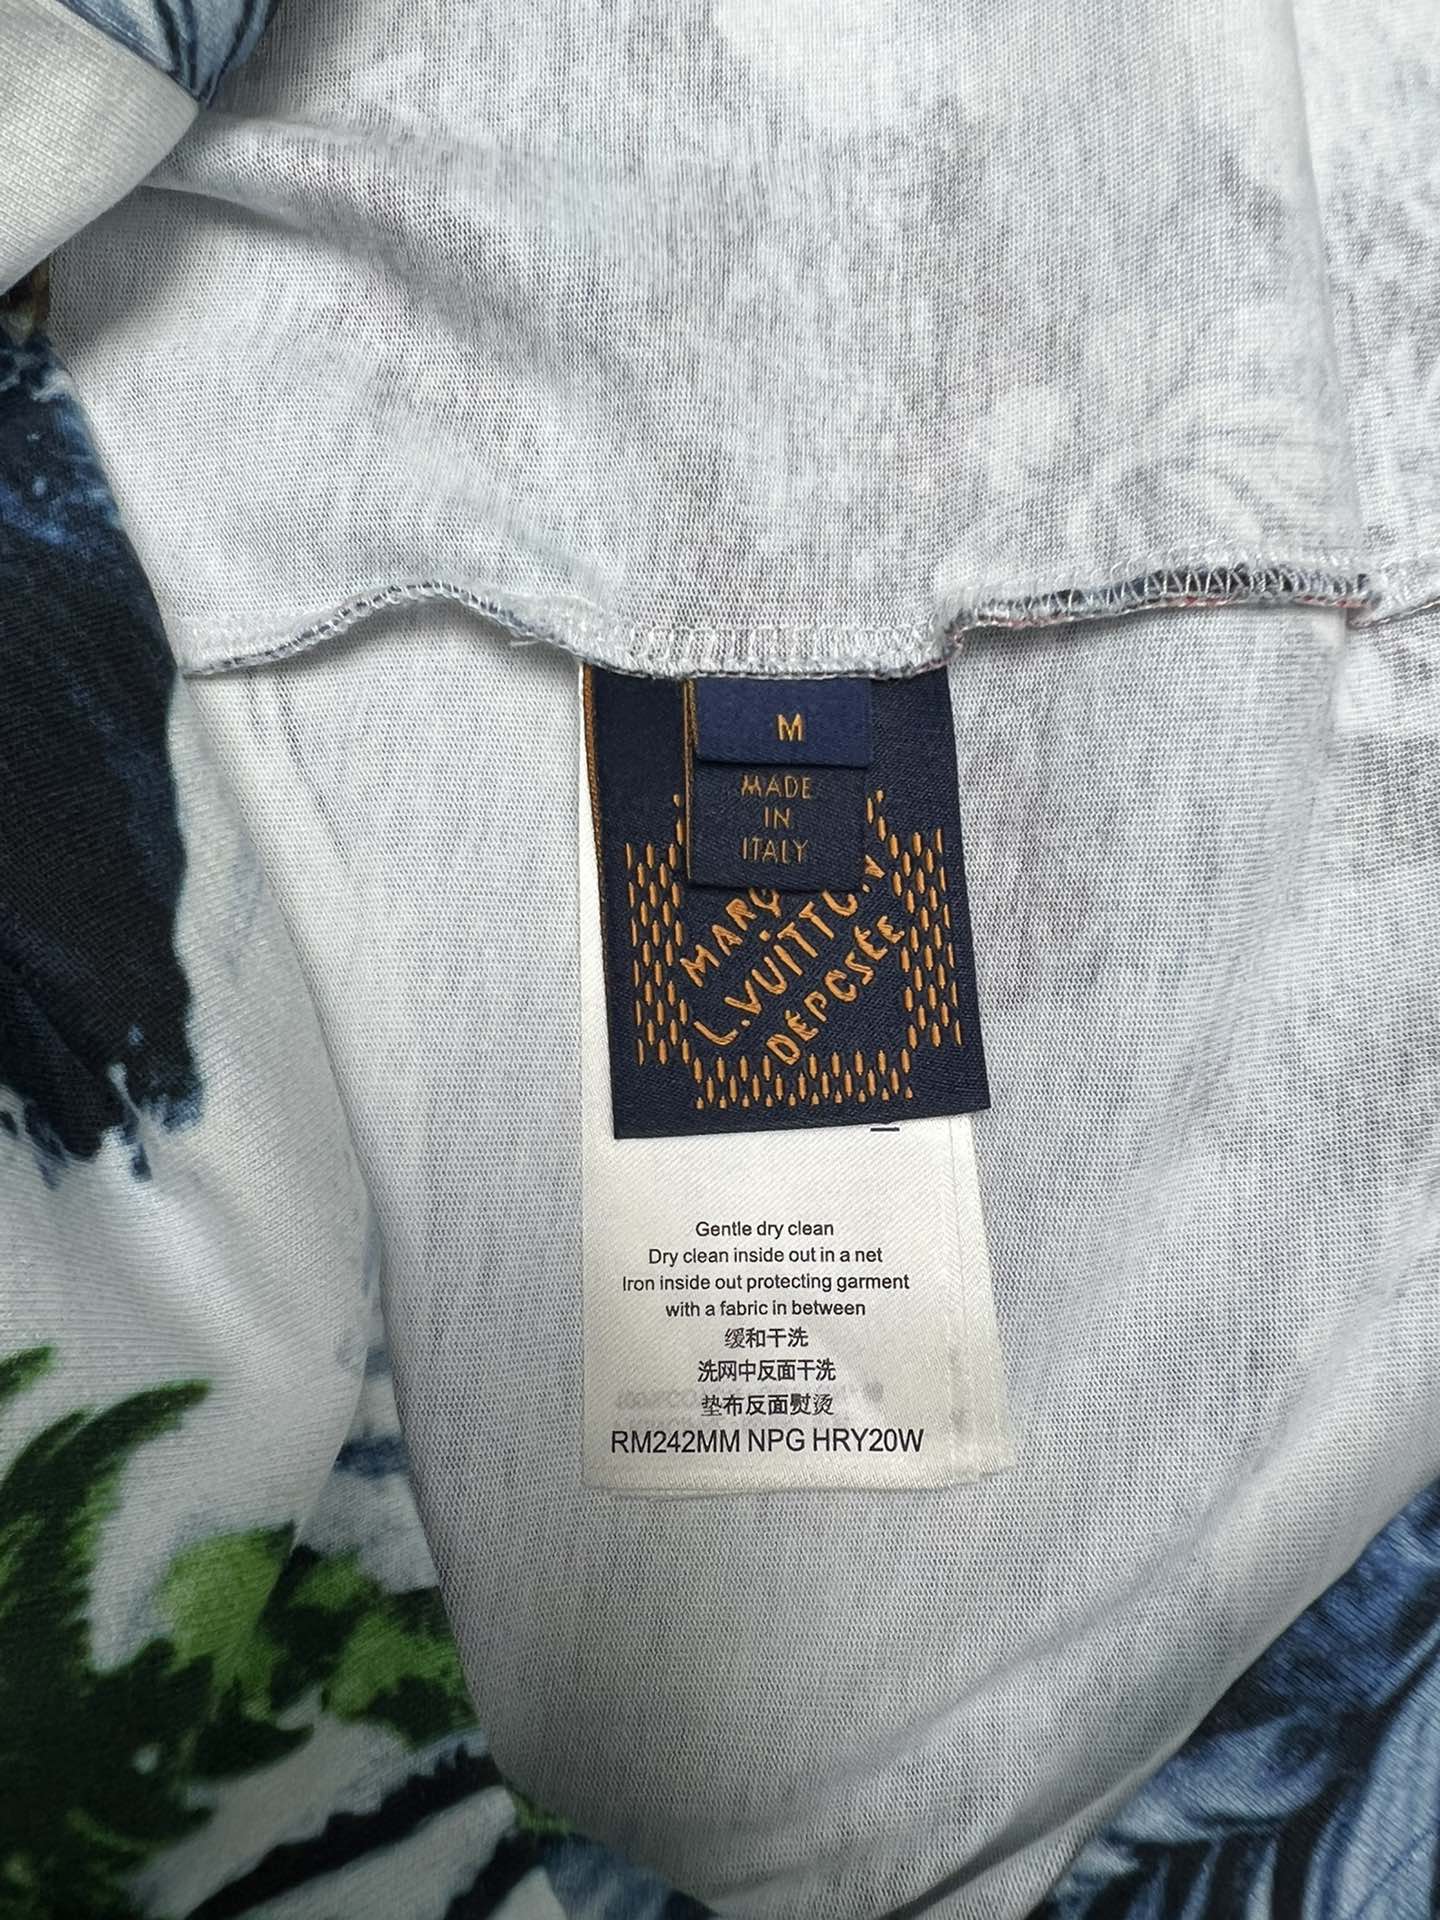 M
MADE
IN
ITALY
L.VUITTON
DÉPOSÉE
Gentle dry clean
Dry clean inside out in a net
Iron inside out protecting garment
with a fabric in between
缓和干洗
洗网中反面干洗
垫布反面熨烫
RM242MM NPG HRY20W